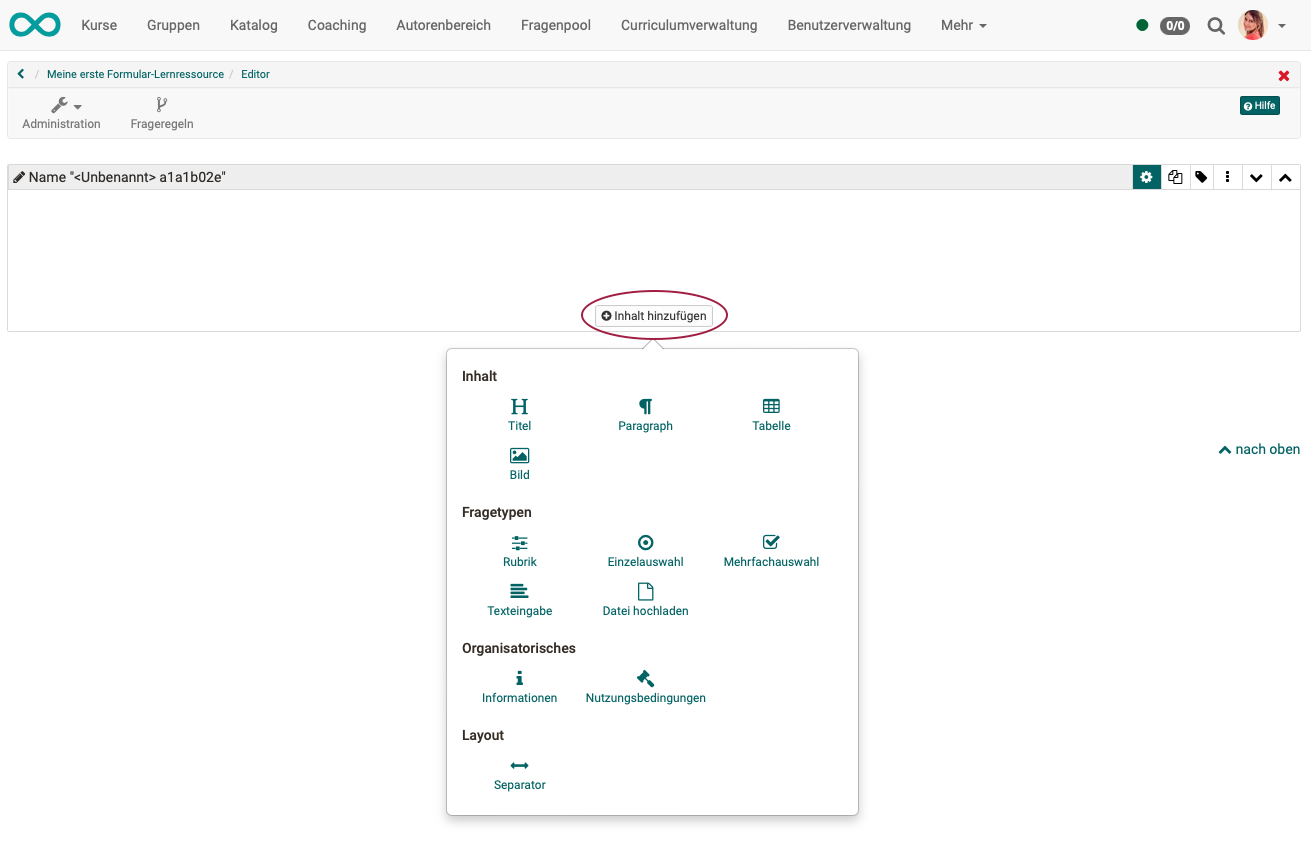 Kurse Gruppen Katalog Coaching Autorenbereich Fragenpool Curriculumverwaltung Benutzerverwaltung Mehr 0/0
/ Meine erste Formular-Lernressource / Editor
Administration Frageregeln Hilfe
Name "<Unbenannt> a1a1b02e"
Inhalt hinzufügen
Inhalt
Titel Paragraph Tabelle
nach oben
Bild
Fragetypen
Rubrik Einzelauswahl Mehrfachauswahl
Texteingabe Datei hochladen
Organisatorisches
Informationen Nutzungsbedingungen
Layout
Separator